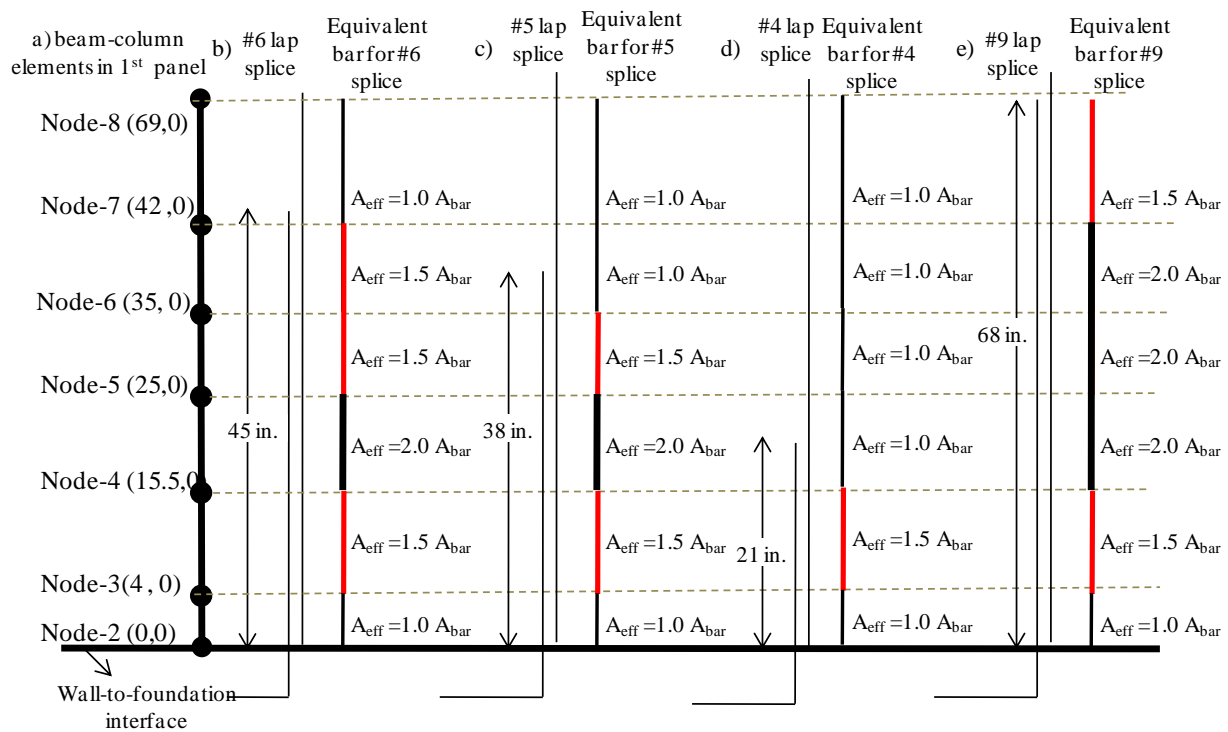 a) beam-column
elements in 1st panel
b)
#6 lap
splice
Equivalent
bar for #6
splice
c)
#5 lap
splice
Equivalent
bar for #5
splice
d)
#4 lap
splice
Equivalent
bar for #4
splice
e)
#9 lap
splice
Equivalent
bar for #9
splice
Node-8 (69,0)
Node-7 (42 ,0)
Aeff =1.0 Abar
Aeff =1.0 Abar
Aeff =1.0 Abar
Aeff =1.5 Abar
Node-6 (35, 0)
Aeff =1.5 Abar
Aeff =1.0 Abar
Aeff =1.0 Abar
Aeff =2.0 Abar
68 in.
Node-5 (25,0)
Aeff =1.5 Abar
Aeff =1.5 Abar
Aeff =1.0 Abar
Aeff =2.0 Abar
45 in.
38 in.
Node-4 (15.5,0)
Aeff =2.0 Abar
Aeff =2.0 Abar
Aeff =1.0 Abar
Aeff =2.0 Abar
Node-3(4 , 0)
Aeff =1.5 Abar
Aeff =1.5 Abar
21 in.
Aeff =1.5 Abar
Aeff =1.5 Abar
Node-2 (0,0)
Aeff =1.0 Abar
Aeff =1.0 Abar
Aeff =1.0 Abar
Aeff =1.0 Abar
Wall-to-foundation
interface